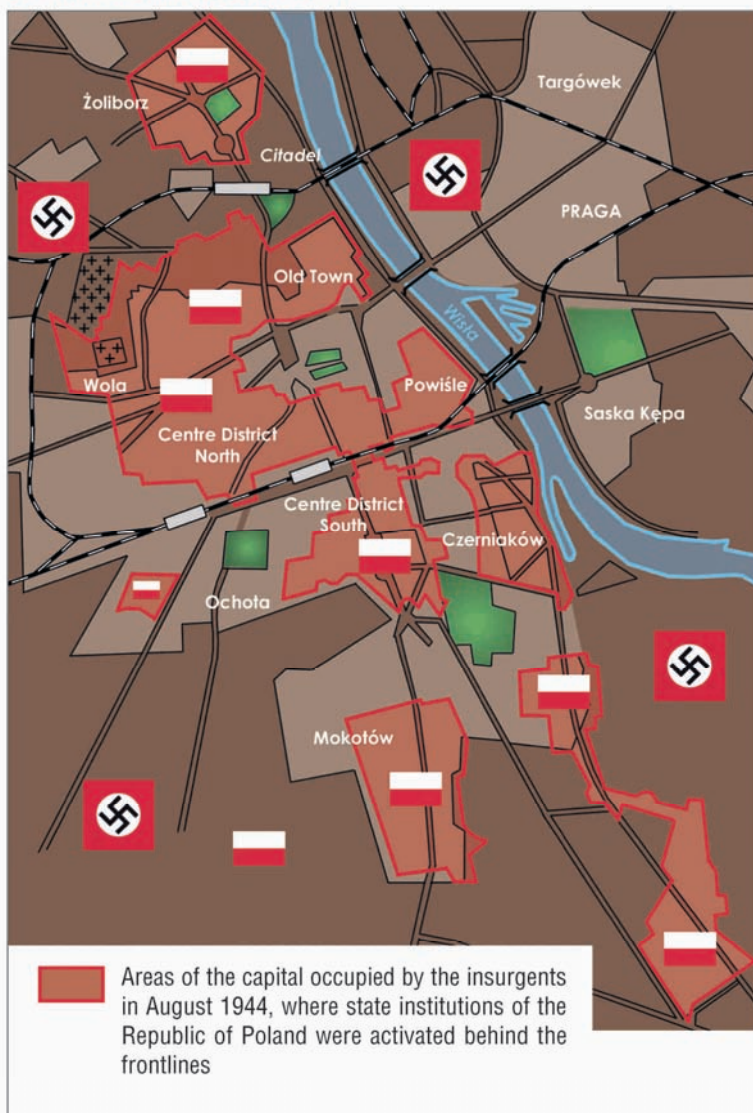 Żoliborz
Targówek
Citadel
PRAGA
Old Town
Wisła
Wola
Powiśle
Saska Kępa
Centre District
North
Centre District
South
Czerniaków
Ochota
Mokotów
Areas of the capital occupied by the insurgents
in August 1944, where state institutions of the
Republic of Poland were activated behind the
frontlines